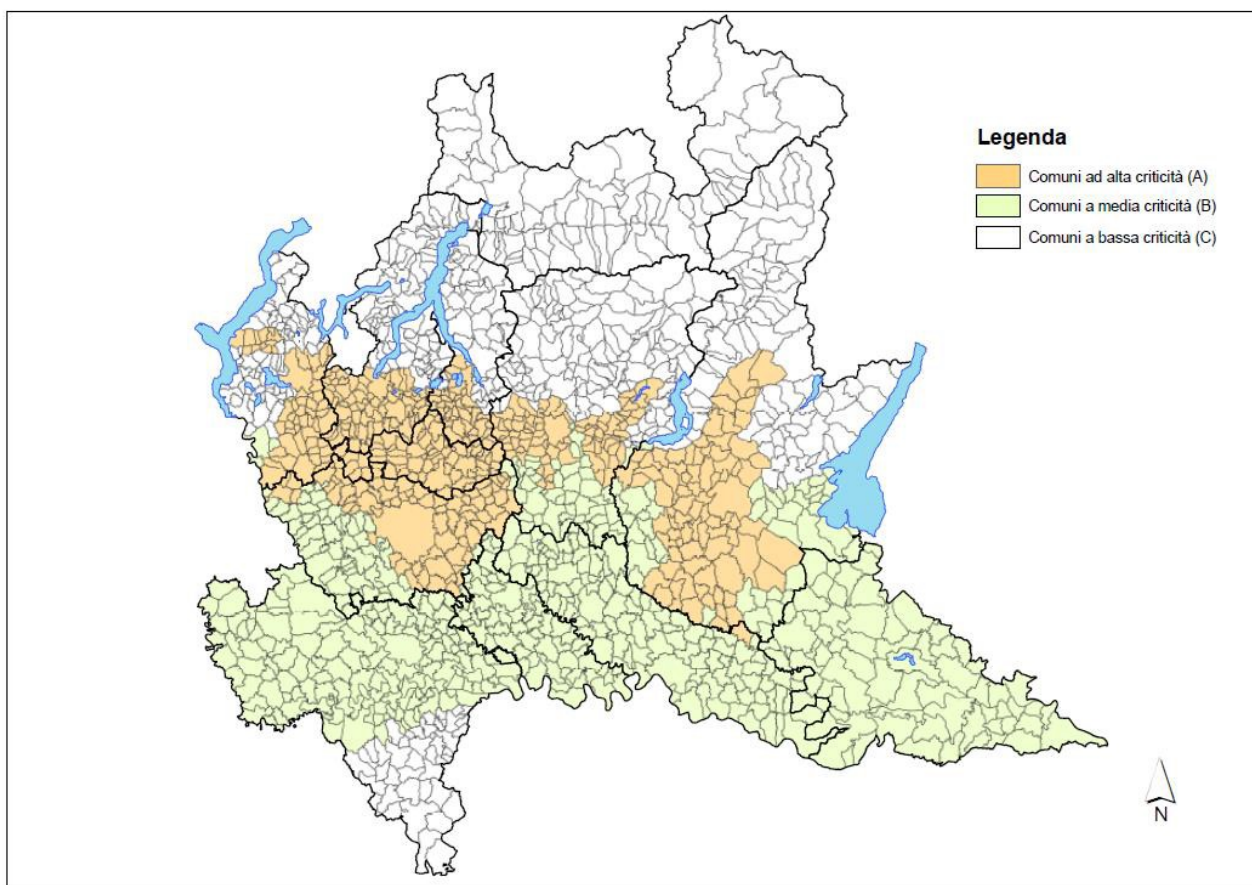 Legenda
Comuni ad alta criticità (A)
Comuni a media criticità (B)
Comuni a bassa criticità (C)
N